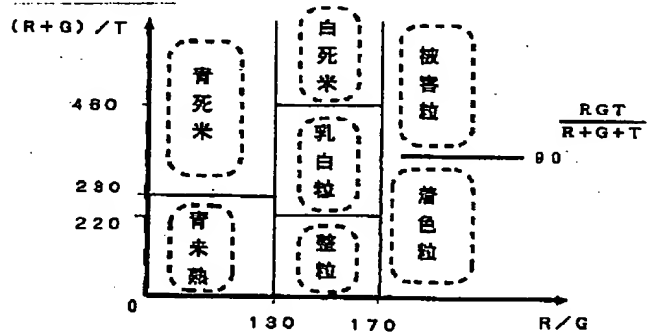 (R+G)/T
480
280
220
0
130
170
R/G
青死米
青未熟
白死米
乳白粒
整粒
被害粒
着色粒
90
RGT
R+G+T